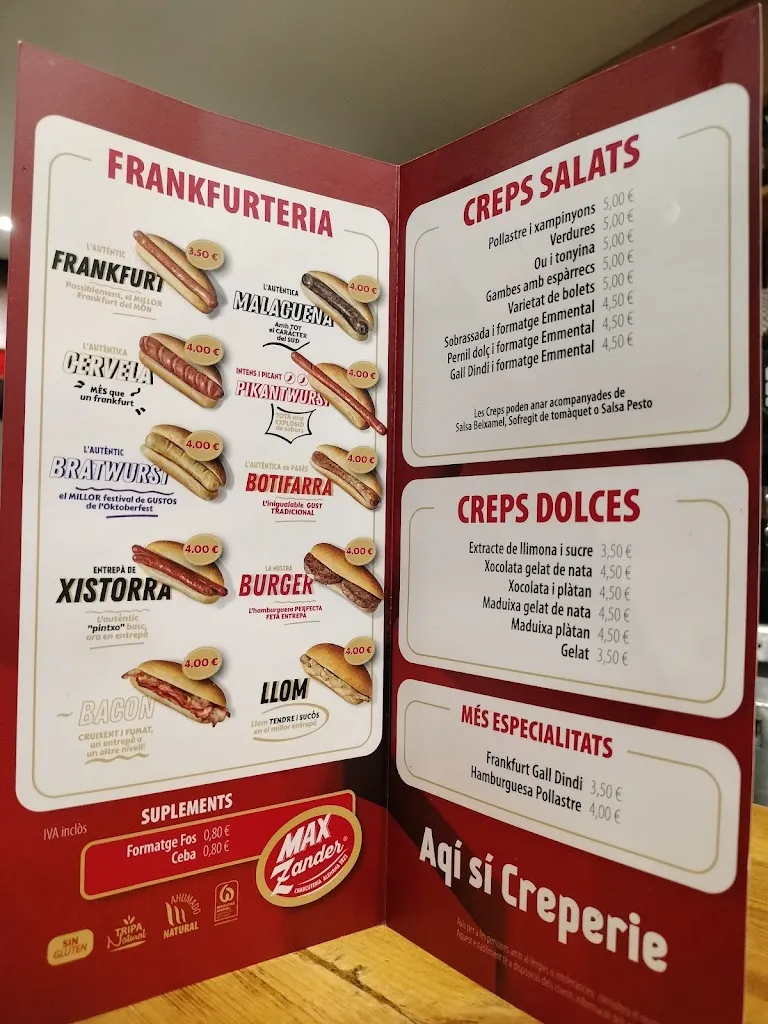 FRANKFURTERIA
L'AUTÈNTIC
FRANKFURT
3.50 €
Possiblement, el MILLOR
Frankfurt del MÓN
L'AUTÈNTICA
MALAGUEÑA
4.00 €
Amb TOT
el CARÀCTER
del SUD
L'AUTÈNTICA
CERVELA
4.00 €
MÉS que
un frankfurt
INTENS I PICANT
PIKANTWURST
4.00 €
TOTA una
EXPLOSIÓ
de sabors
L'AUTÈNTIC
BRATWURST
4.00 €
el MILLOR festival de GUSTOS
de l'Oktoberfest
L'AUTÈNTICA de PAGÈS
BOTIFARRA
4.00 €
L'inigualable GUST
TRADICIONAL
ENTREPÀ DE
XISTORRA
4.00 €
L'autèntic
"pintxo" basc,
ara en entrepà
LA NOSTRA
BURGER
4.00 €
L'hamburguesa PERFECTA
FETA ENTREPÀ
BACON
4.00 €
CRUIXENT I FUMAT,
un entrepà a
un altre nivell!
LLOM
4.00 €
Llom TENDRE i SUCÓS
en el millor entrepà
IVA inclòs
SUPLEMENTS
Formatge Fos 0,80 €
Ceba 0,80 €
MAX
Zander
CHARCUTERIA ALEMANA 1927
SIN
GLUTEN
TRIPA
Natural
AHUMADO
NATURAL
CREPS SALATS
Pollastre i xampinyons 5,00 €
Verdures 5,00 €
Ou i tonyina 5,00 €
Gambes amb espàrrecs 5,00 €
Varietat de bolets 5,00 €
Sobrassada i formatge Emmental 4,50 €
Pernil dolç i formatge Emmental 4,50 €
Gall Dindi i formatge Emmental 4,50 €
Les Creps poden anar acompanyades de
Salsa Beixamel, Sofregit de tomàquet o Salsa Pesto
CREPS DOLCES
Extracte de llimona i sucre 3,50 €
Xocolata gelat de nata 4,50 €
Xocolata i plàtan 4,50 €
Maduixa gelat de nata 4,50 €
Maduixa plàtan 4,50 €
Gelat 3,50 €
MÉS ESPECIALITATS
Frankfurt Gall Dindi 3,50 €
Hamburguesa Pollastre 4,00 €
Aqí sí Creperie